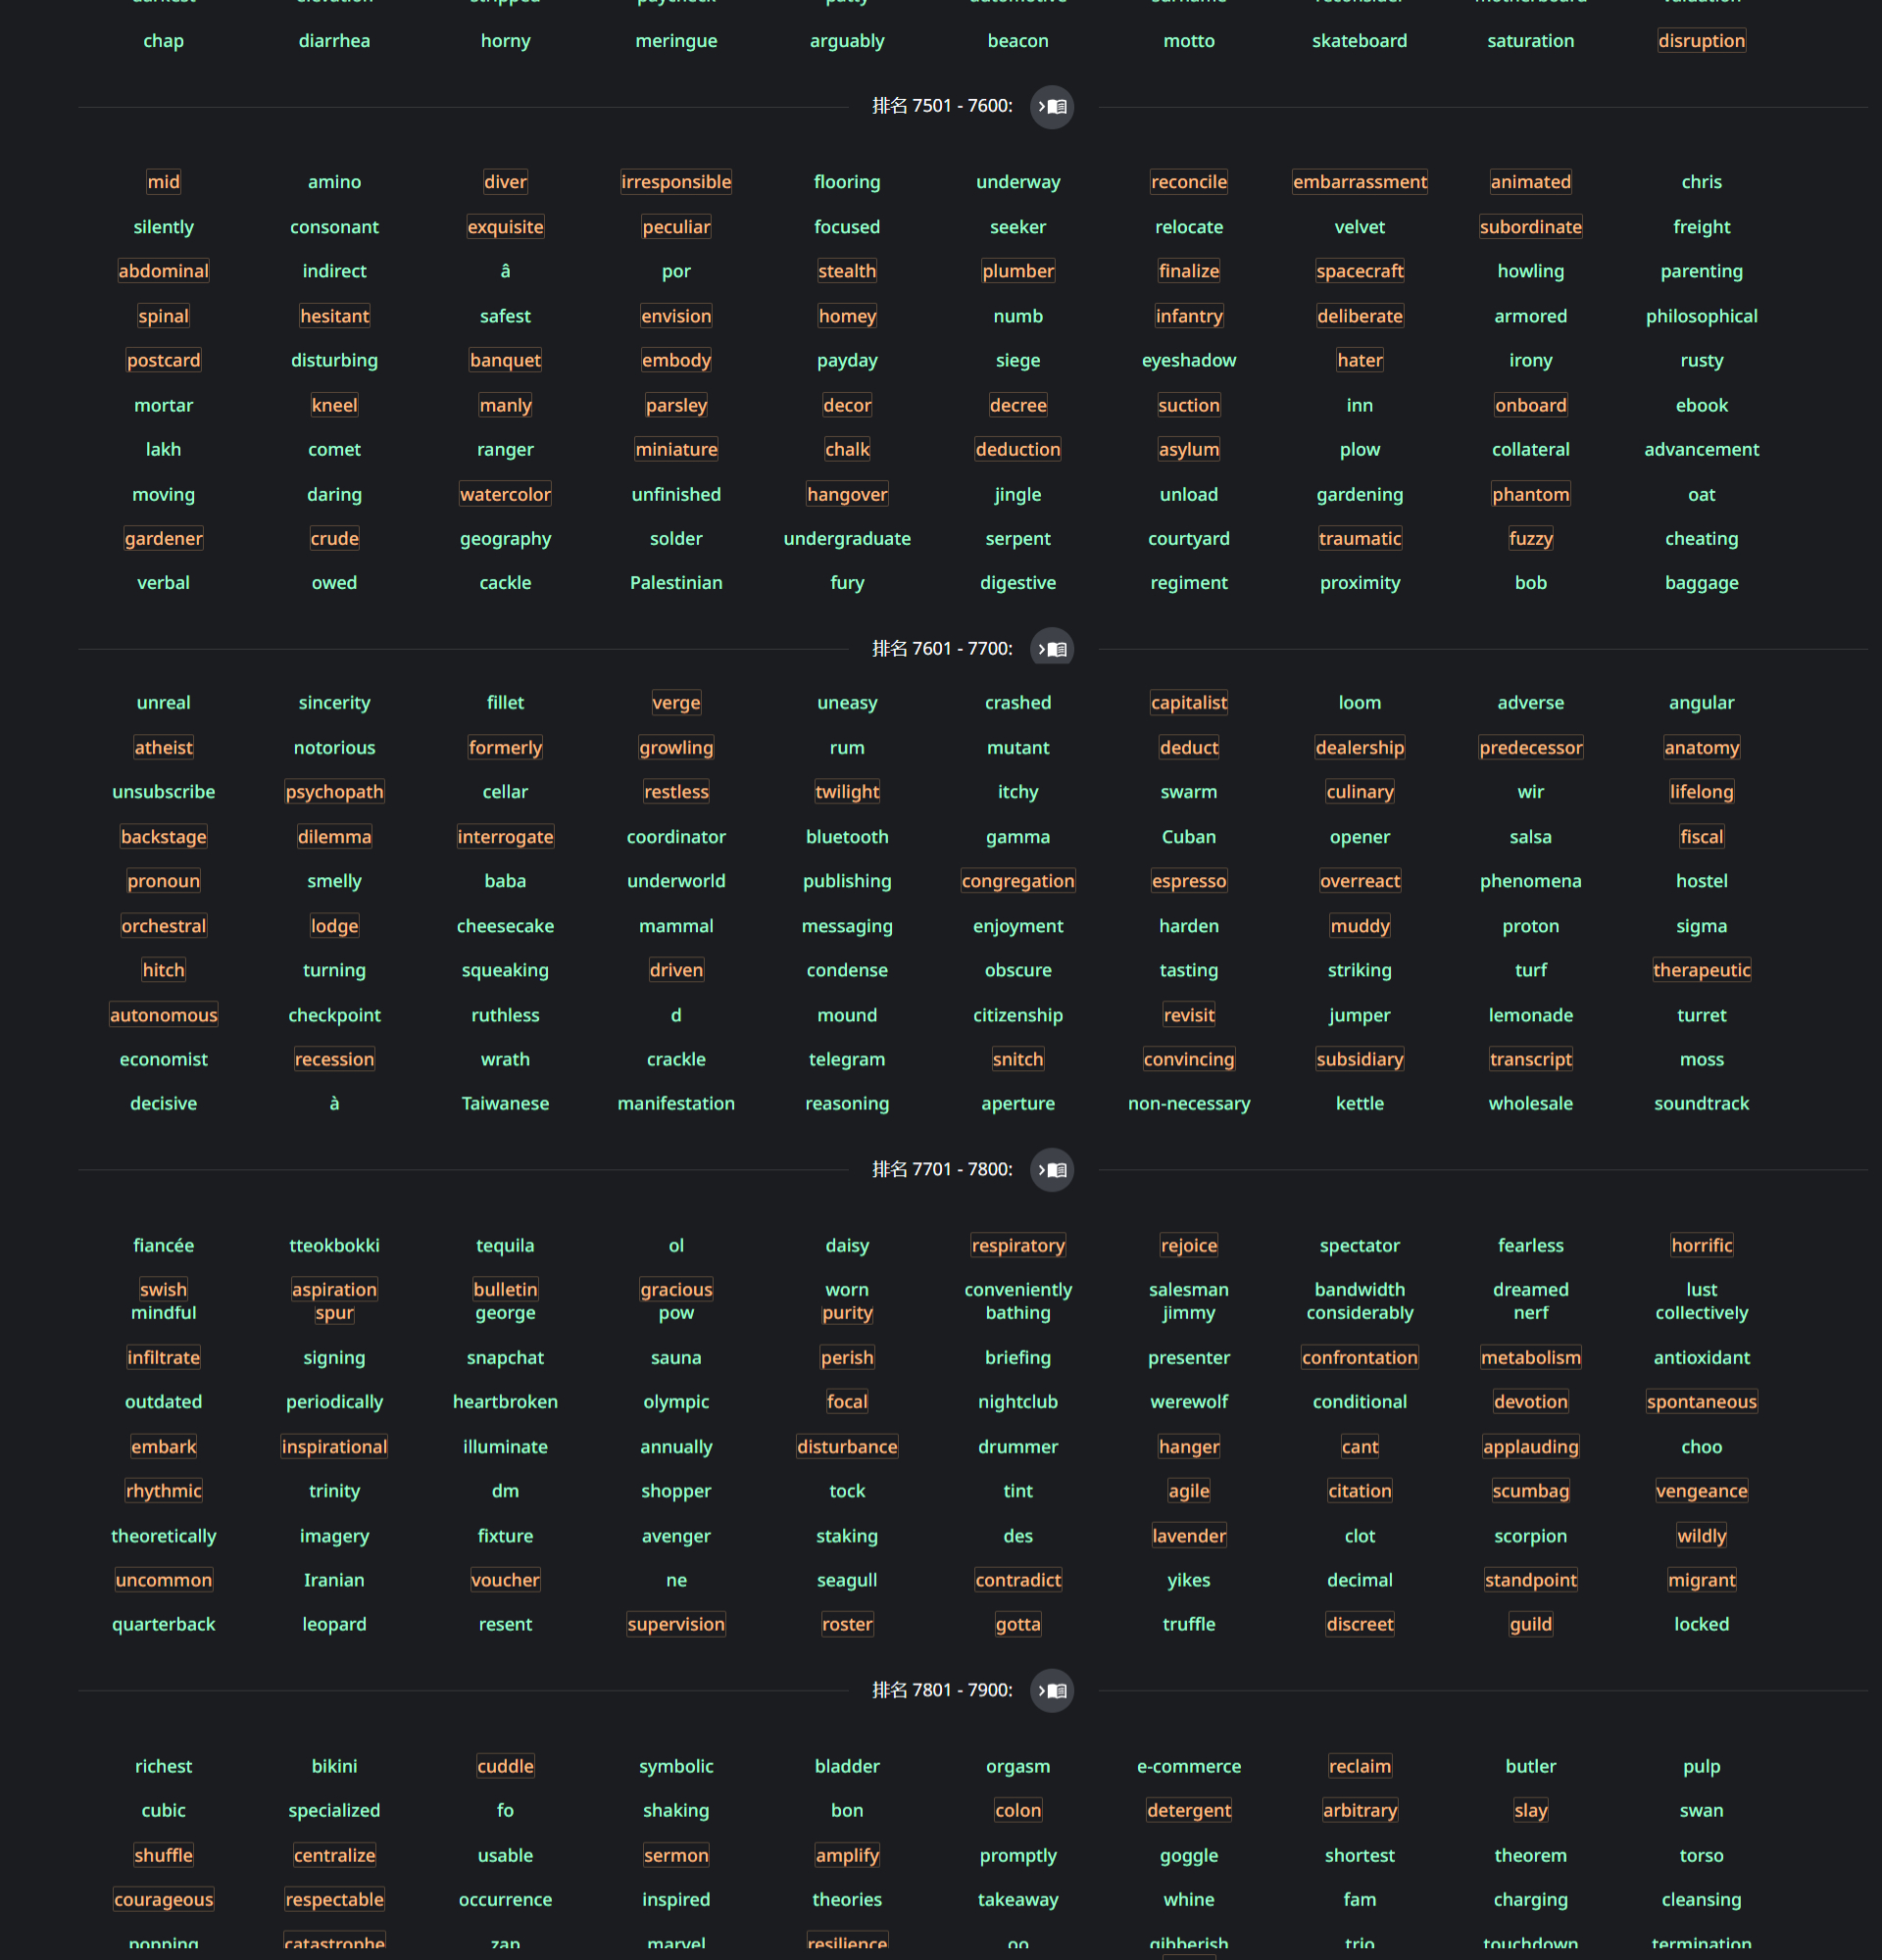 darkest elevation stripped paycheck patty automotive surname reconsider motherboard valuation
chap diarrhea horny meringue arguably beacon motto skateboard saturation disruption
排名 7501 - 7600:
mid amino diver irresponsible flooring underway reconcile embarrassment animated chris
silently consonant exquisite peculiar focused seeker relocate velvet subordinate freight
abdominal indirect â por stealth plumber finalize spacecraft howling parenting
spinal hesitant safest envision homey numb infantry deliberate armored philosophical
postcard disturbing banquet embody payday siege eyeshadow hater irony rusty
mortar kneel manly parsley decor decree suction inn onboard ebook
lakh comet ranger miniature chalk deduction asylum plow collateral advancement
moving daring watercolor unfinished hangover jingle unload gardening phantom oat
gardener crude geography solder undergraduate serpent courtyard traumatic fuzzy cheating
verbal owed cackle Palestinian fury digestive regiment proximity bob baggage
排名 7601 - 7700:
unreal sincerity fillet verge uneasy crashed capitalist loom adverse angular
atheist notorious formerly growling rum mutant deduct dealership predecessor anatomy
unsubscribe psychopath cellar restless twilight itchy swarm culinary wir lifelong
backstage dilemma interrogate coordinator bluetooth gamma Cuban opener salsa fiscal
pronoun smelly baba underworld publishing congregation espresso overreact phenomena hostel
orchestral lodge cheesecake mammal messaging enjoyment harden muddy proton sigma
hitch turning squeaking driven condense obscure tasting striking turf therapeutic
autonomous checkpoint ruthless d mound citizenship revisit jumper lemonade turret
economist recession wrath crackle telegram snitch convincing subsidiary transcript moss
decisive à Taiwanese manifestation reasoning aperture non-necessary kettle wholesale soundtrack
排名 7701 - 7800:
fiancée tteokbokki tequila ol daisy respiratory rejoice spectator fearless horrific
swish aspiration bulletin gracious worn conveniently salesman bandwidth dreamed lust
mindful spur george pow purity bathing jimmy considerably nerf collectively
infiltrate signing snapchat sauna perish briefing presenter confrontation metabolism antioxidant
outdated periodically heartbroken olympic focal nightclub werewolf conditional devotion spontaneous
embark inspirational illuminate annually disturbance drummer hanger cant applauding choo
rhythmic trinity dm shopper tock tint agile citation scumbag vengeance
theoretically imagery fixture avenger staking des lavender clot scorpion wildly
uncommon Iranian voucher ne seagull contradict yikes decimal standpoint migrant
quarterback leopard resent supervision roster gotta truffle discreet guild locked
排名 7801 - 7900:
richest bikini cuddle symbolic bladder orgasm e-commerce reclaim butler pulp
cubic specialized fo shaking bon colon detergent arbitrary slay swan
shuffle centralize usable sermon amplify promptly goggle shortest theorem torso
courageous respectable occurrence inspired theories takeaway whine fam charging cleansing
popping catastrophe zap marvel resilience oo gibberish trio touchdown termination